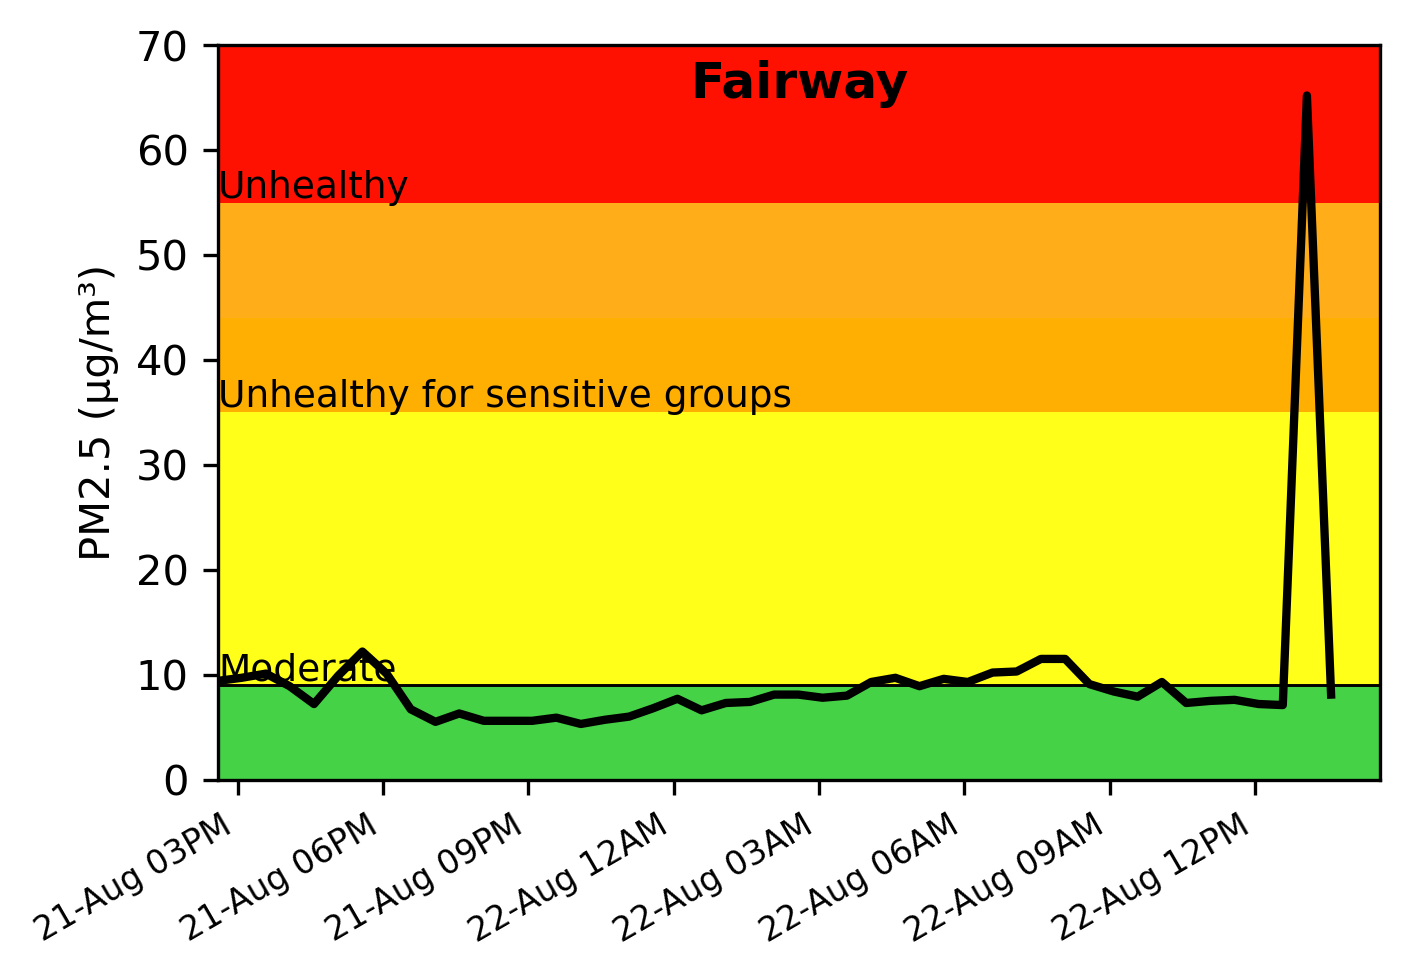 Fairway
PM2.5 (µg/m³)
70
60
50
40
30
20
10
0
Unhealthy
Unhealthy for sensitive groups
Moderate
21-Aug 03PM
21-Aug 06PM
21-Aug 09PM
22-Aug 12AM
22-Aug 03AM
22-Aug 06AM
22-Aug 09AM
22-Aug 12PM